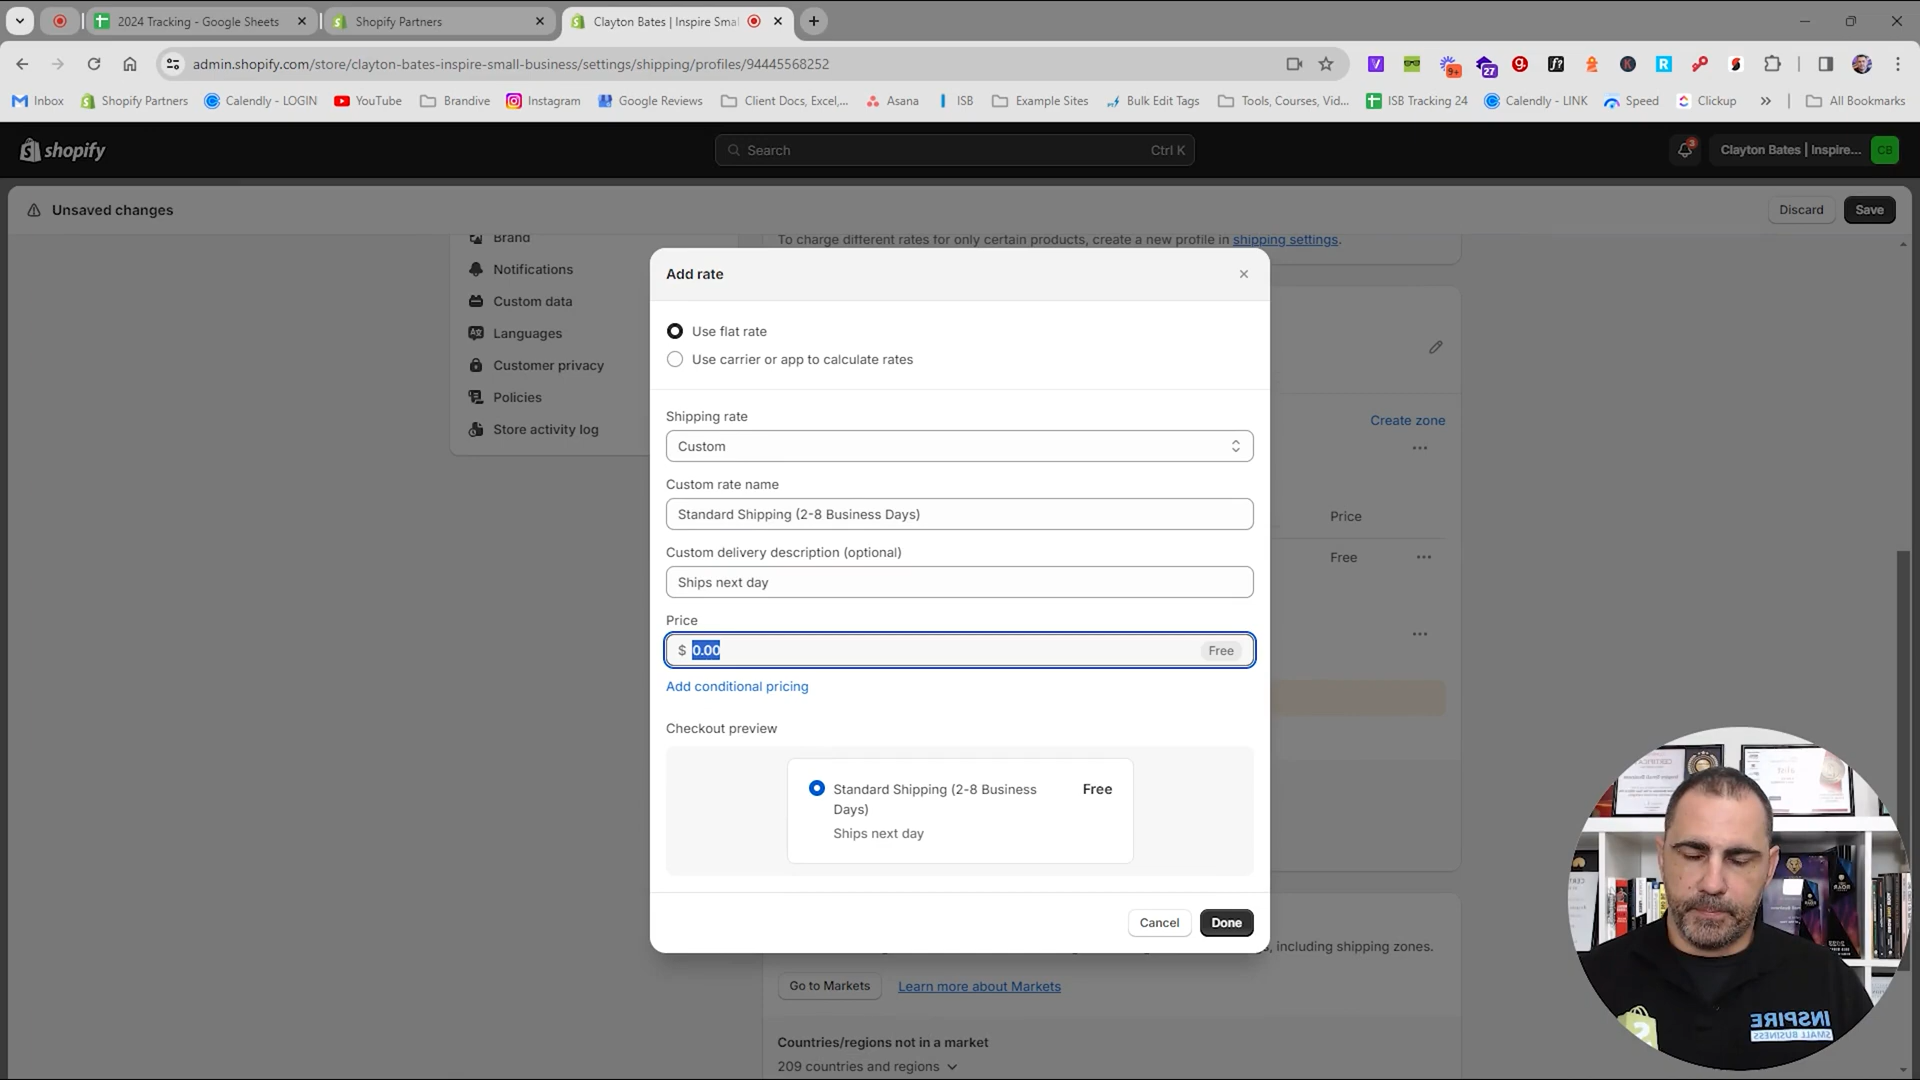 2024 Tracking - Google Sheets
Shopify Partners
Clayton Bates | Inspire Smal
admin.shopify.com/store/clayton-bates-inspire-small-business/settings/shipping/profiles/94445568252
9+
27
Inbox
Shopify Partners
Calendly - LOGIN
YouTube
Brandive
Instagram
Google Reviews
Client Docs, Excel,...
Asana
ISB
Example Sites
Bulk Edit Tags
Tools, Courses, Vid...
ISB Tracking 24
Calendly - LINK
Speed
Clickup
All Bookmarks
shopify
Search
Ctrl K
3
Clayton Bates | Inspire...
CB
Unsaved changes
Discard
Save
Brand
Notifications
Custom data
Languages
Customer privacy
Policies
Store activity log
To charge different rates for only certain products, create a new profile in shipping settings.
Create zone
Price
Free
Add rate
Use flat rate
Use carrier or app to calculate rates
Shipping rate
Custom
Custom rate name
Standard Shipping (2-8 Business Days)
Custom delivery description (optional)
Ships next day
Price
$ 0.00
Free
Add conditional pricing
Checkout preview
Standard Shipping (2-8 Business
Days)
Free
Ships next day
Cancel
Done
, including shipping zones.
Go to Markets
Learn more about Markets
Countries/regions not in a market
209 countries and regions
INSPIRE
SMALL BUSINESS